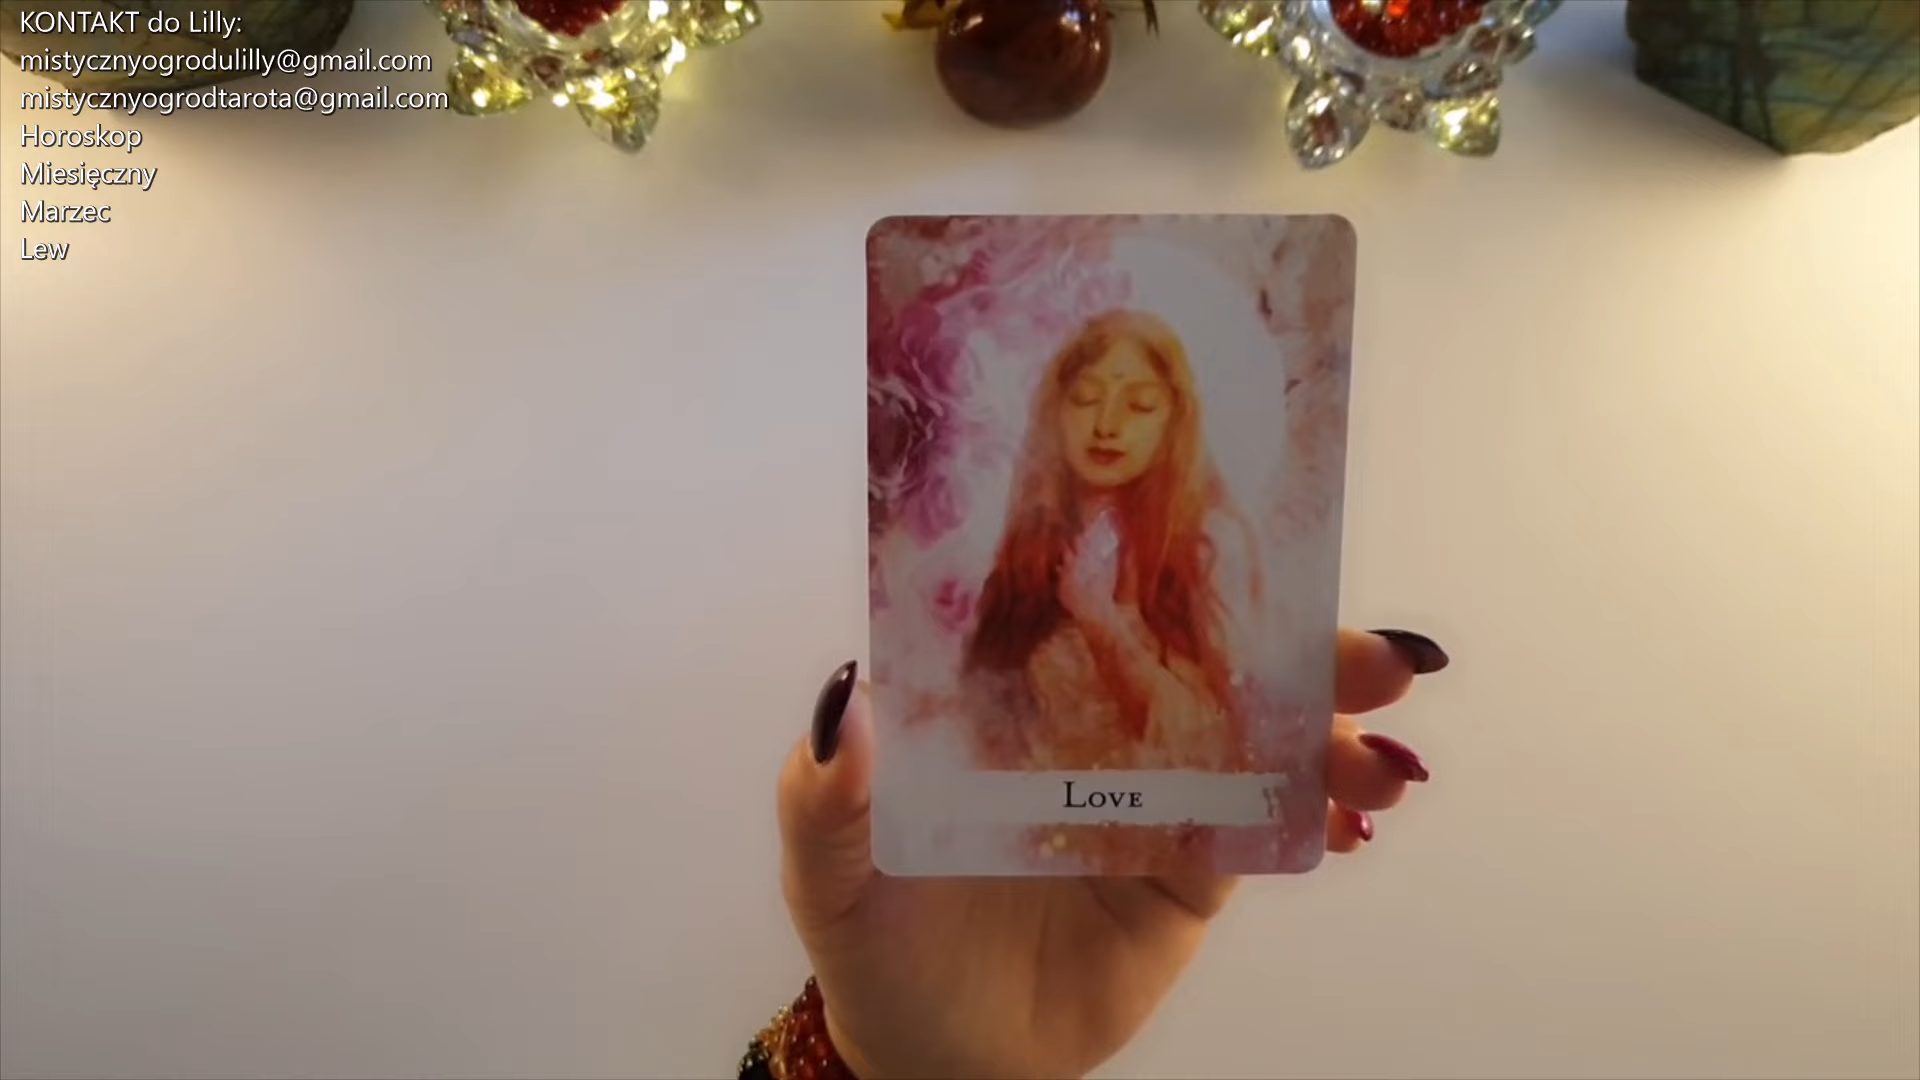 KONTAKT do Lilly:
mistycznyogrodulilly@gmail.com
mistycznyogrodtarota@gmail.com
Horoskop
Miesięczny
Marzec
Lew
Love